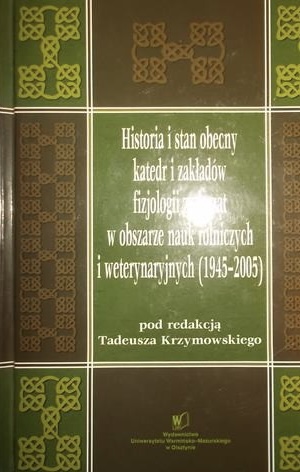 Historia i stan obecny
katedr i zakładów
fizjologii zwierząt
w obszarze nauk rolniczych
i weterynaryjnych (1945-2005)
pod redakcją
Tadeusza Krzymowskiego
Wydawnictwo
Uniwersytetu Warmińsko-Mazurskiego
w Olsztynie